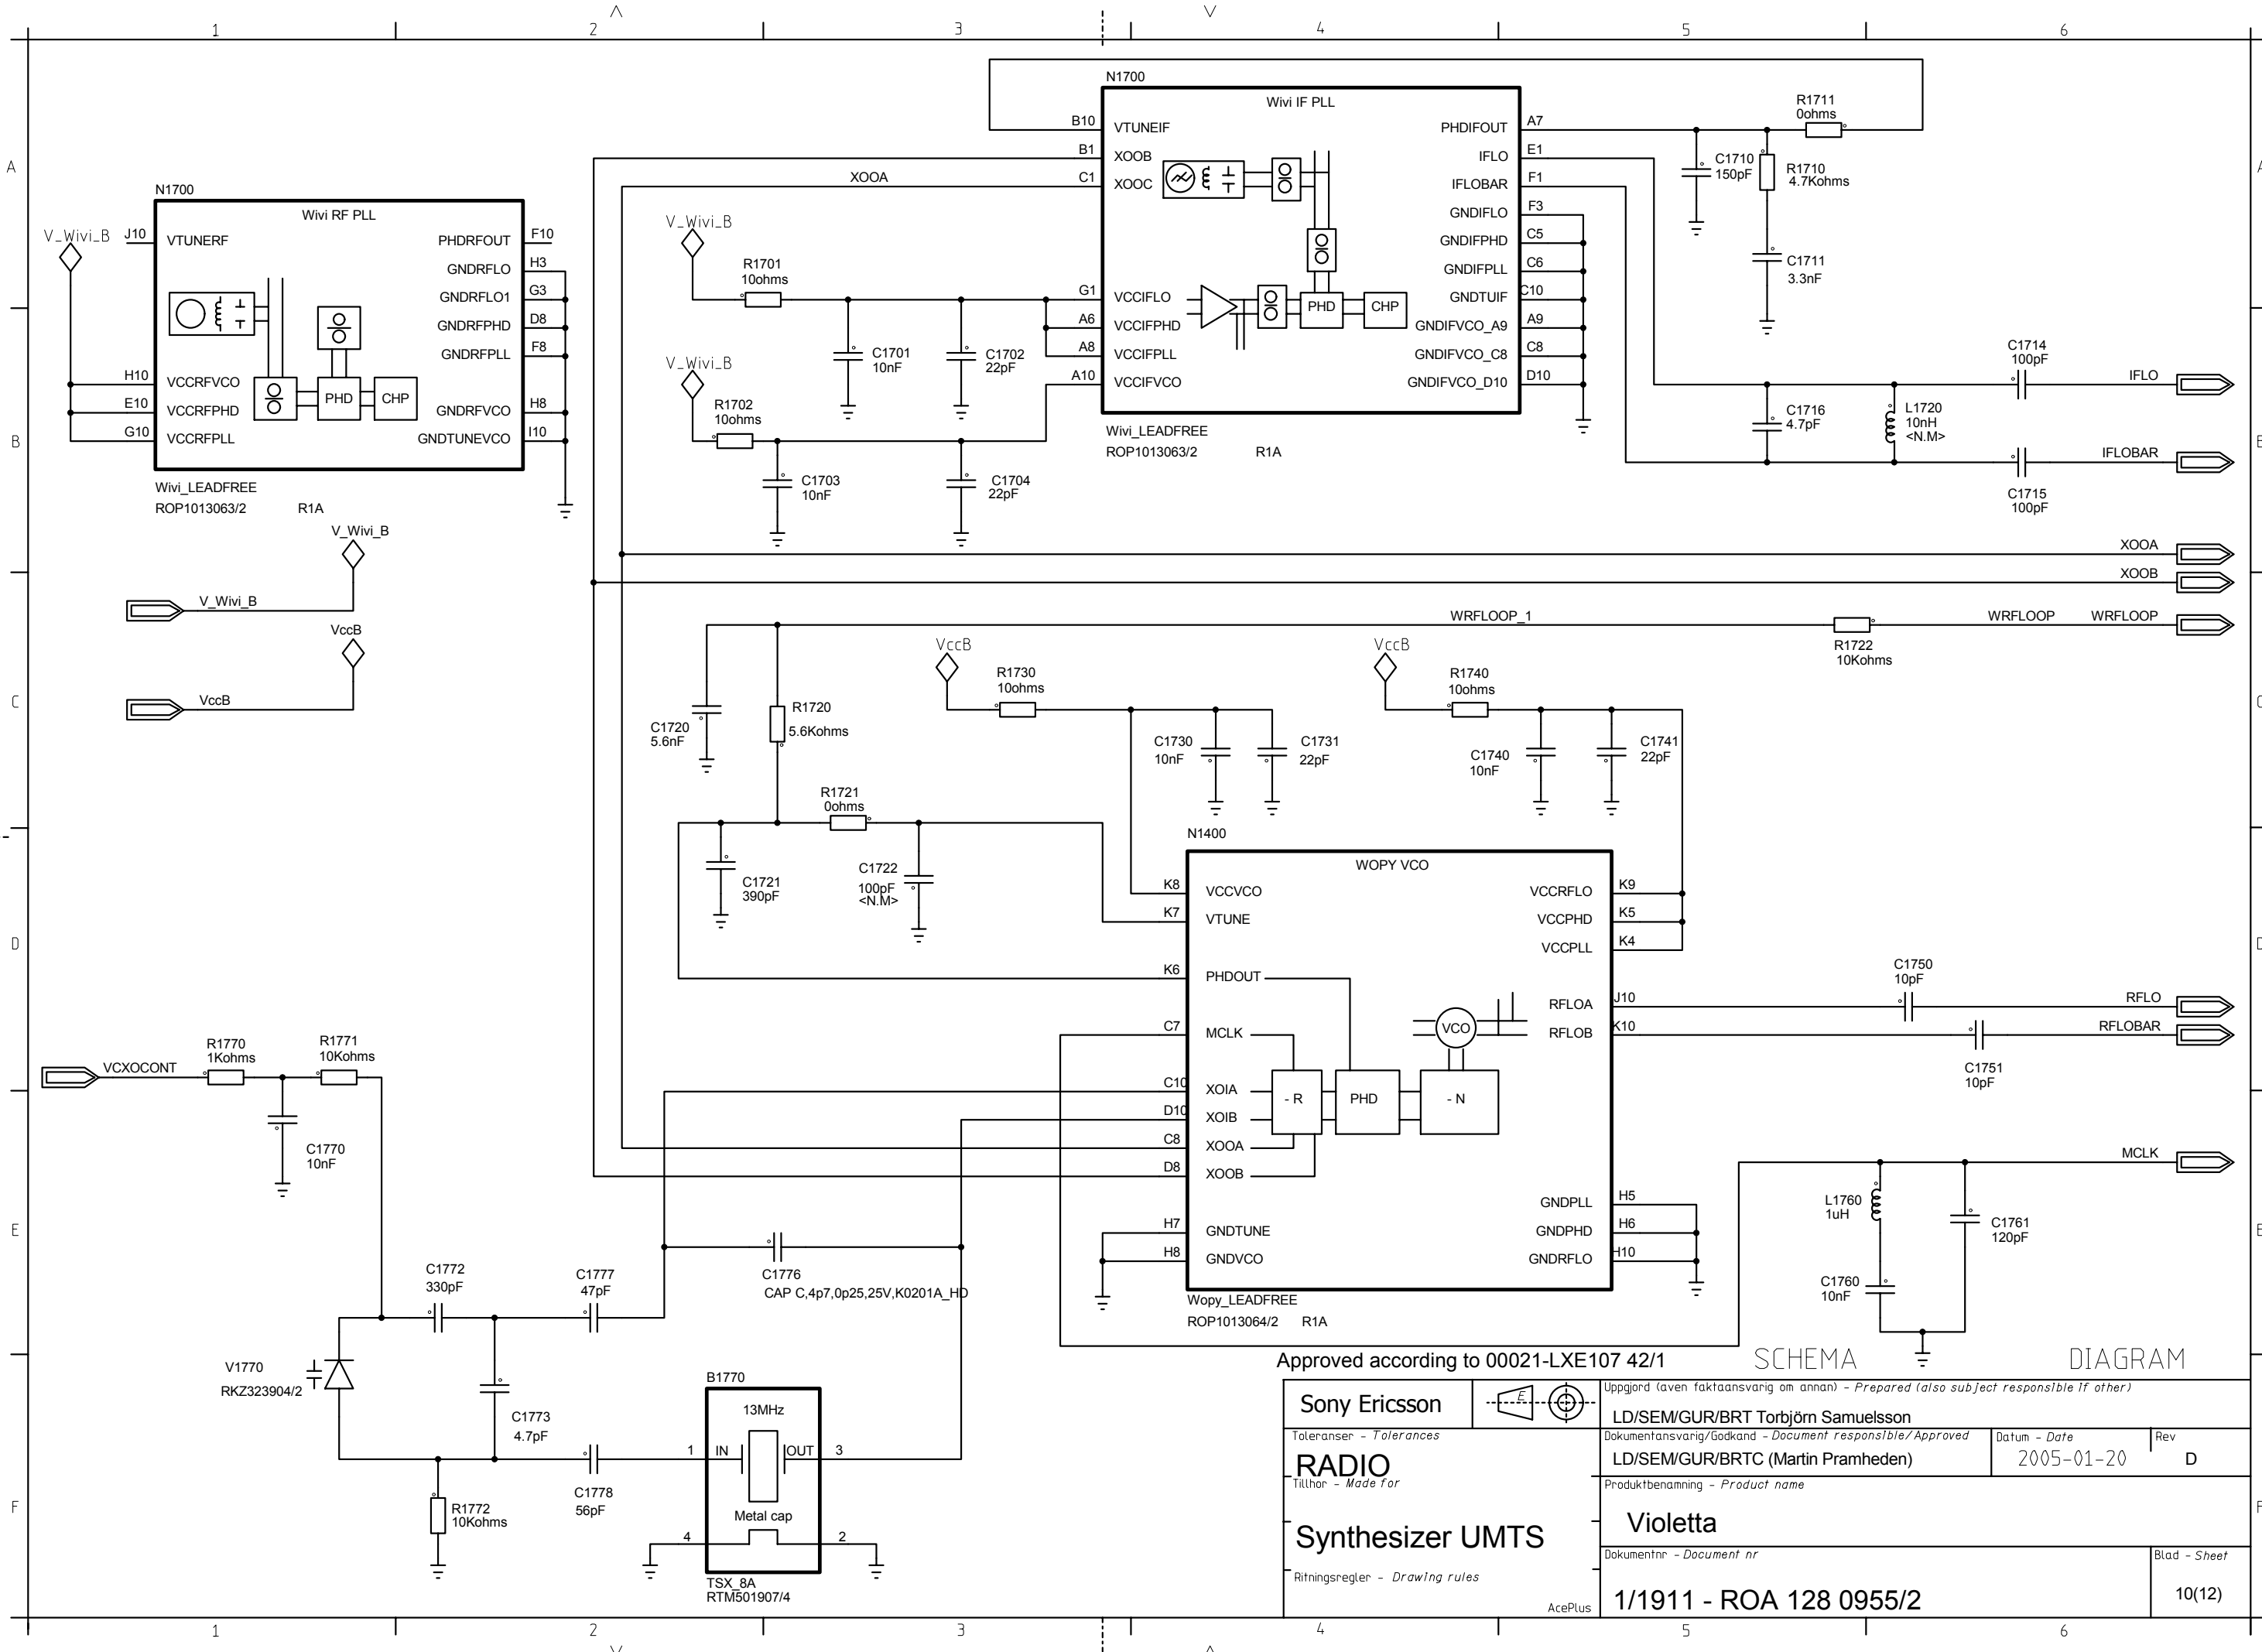 1 2 3 4 5 6
A
B
C
D
E
F
N1700
Wivi RF PLL
V_Wivi_B
J10 VTUNERF
PHDRFOUT F10
GNDRFLO H3
GNDRFLO1 G3
GNDRFPHD D8
GNDRFPLL F8
H10 VCCRFVCO
E10 VCCRFPHD
G10 VCCRFPLL
PHD CHP
GNDRFVCO H8
GNDTUNEVCO I10
Wivi_LEADFREE
ROP1013063/2 R1A
V_Wivi_B
V_Wivi_B
VccB
VccB
N1700
Wivi IF PLL
B10 VTUNEIF
B1 XOOB
XOOA
C1 XOOC
G1 VCCIFLO
A6 VCCIFPHD
A8 VCCIFPLL
A10 VCCIFVCO
PHD CHP
PHDIFOUT A7
IFLO E1
IFLOBAR F1
GNDIFLO F3
GNDIFPHD C5
GNDIFPLL C6
GNDTUIF C10
GNDIFVCO_A9 A9
GNDIFVCO_C8 C8
GNDIFVCO_D10 D10
Wivi_LEADFREE
ROP1013063/2 R1A
V_Wivi_B
R1701
10ohms
C1701
10nF
C1702
22pF
V_Wivi_B
R1702
10ohms
C1703
10nF
C1704
22pF
R1711
0ohms
C1710
150pF
R1710
4.7Kohms
C1711
3.3nF
C1714
100pF
IFLO
C1716
4.7pF
L1720
10nH
<N.M>
IFLOBAR
C1715
100pF
XOOA
XOOB
WRFLOOP_1
WRFLOOP WRFLOOP
R1722
10Kohms
VccB
R1730
10ohms
VccB
R1740
10ohms
C1720
5.6nF
R1720
5.6Kohms
C1730
10nF
C1731
22pF
C1740
10nF
C1741
22pF
R1721
0ohms
C1721
390pF
C1722
100pF
<N.M>
N1400
WOPY VCO
K8 VCCVCO
K7 VTUNE
K6 PHDOUT
C7 MCLK
C10 XOIA
D10 XOIB
C8 XOOA
D8 XOOB
H7 GNDTUNE
H8 GNDVCO
VCO
- R PHD - N
VCCRFLO K9
VCCPHD K5
VCCPLL K4
RFLOA J10
RFLOB K10
GNDPLL H5
GNDPHD H6
GNDRFLO H10
Wopy_LEADFREE
ROP1013064/2 R1A
C1750
10pF
RFLO
RFLOBAR
C1751
10pF
MCLK
L1760
1uH
C1761
120pF
C1760
10nF
VCXOCONT
R1770
1Kohms
R1771
10Kohms
C1770
10nF
C1772
330pF
C1777
47pF
C1776
CAP C,4p7,0p25,25V,K0201A_HD
V1770
RKZ323904/2
C1773
4.7pF
C1778
56pF
R1772
10Kohms
B1770
13MHz
1 IN OUT 3
Metal cap
4 2
TSX_8A
RTM501907/4
Approved according to 00021-LXE107 42/1
SCHEMA DIAGRAM
Sony Ericsson
E
Uppgjord (aven faktaansvarig om annan) - Prepared (also subject responsible if other)
LD/SEM/GUR/BRT Torbjörn Samuelsson
Toleranser - Tolerances
RADIO
Dokumentansvarig/Godkand - Document responsible/Approved
LD/SEM/GUR/BRTC (Martin Pramheden)
Datum - Date
2005-01-20
Rev
D
Tillhor - Made for
Synthesizer UMTS
Produktbenamning - Product name
Violetta
Ritningsregler - Drawing rules
AcePlus
Dokumentnr - Document nr
1/1911 - ROA 128 0955/2
Blad - Sheet
10(12)
1 2 3 4 5 6